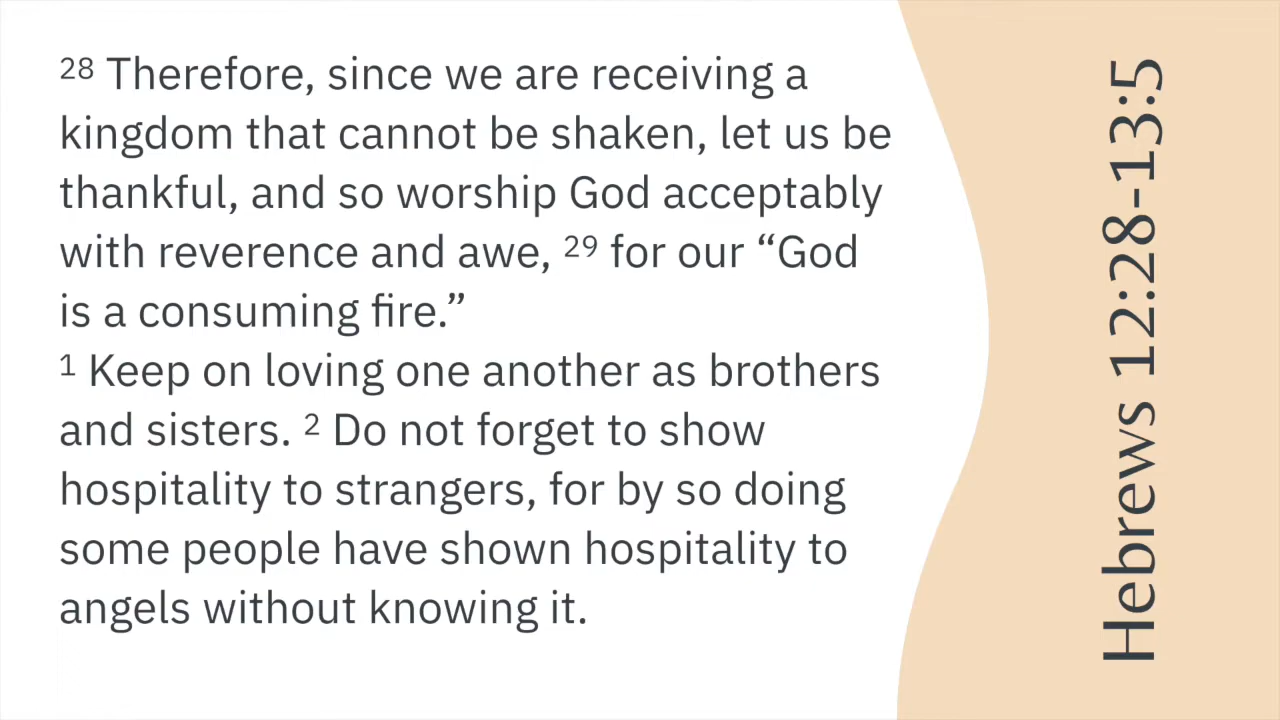 28 Therefore, since we are receiving a
kingdom that cannot be shaken, let us be
thankful, and so worship God acceptably
with reverence and awe, 29 for our “God
is a consuming fire.”
1 Keep on loving one another as brothers
and sisters. 2 Do not forget to show
hospitality to strangers, for by so doing
some people have shown hospitality to
angels without knowing it.
Hebrews 12:28-13:5